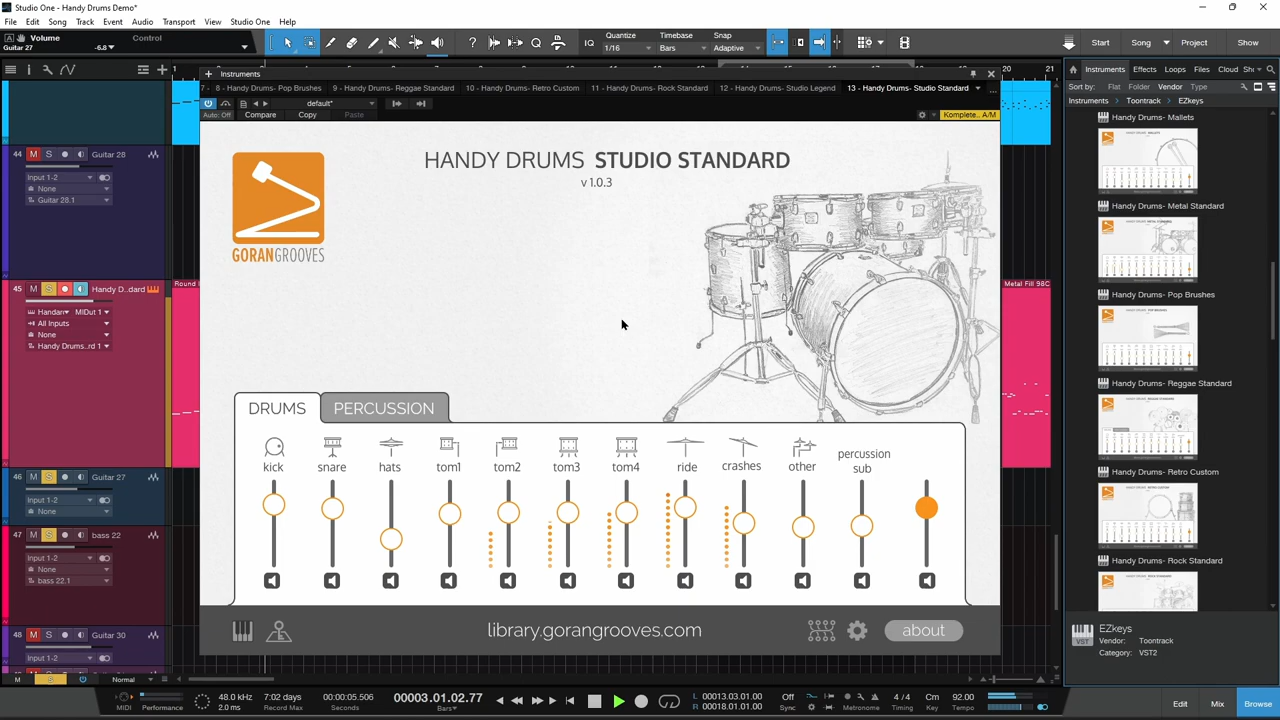 Studio One - Handy Drums Demo*
File Edit Song Track Event Audio Transport View Studio One Help
Volume Control
Guitar 27 -6.8
IQ Quantize Timebase Snap
1/16 Bars Adaptive
Start Song Project Show
Instruments
8 - Handy Drums- Pop Brushes 9 - Handy Drums- Reggae Standard 10 - Handy Drums- Retro Custom 11 - Handy Drums- Rock Standard 12 - Handy Drums- Studio Legend 13 - Handy Drums- Studio Standard
default*
Auto: Off Compare Copy Paste Komplete.. A/M
20 21
Instruments Effects Loops Files Cloud
Sort by: Flat Folder Vendor Type
Instruments Toontrack EZkeys
Handy Drums- Mallets
Handy Drums- Metal Standard
Handy Drums- Pop Brushes
Handy Drums- Reggae Standard
Handy Drums- Retro Custom
Handy Drums- Rock Standard
EZkeys
VST Vendor: Toontrack
Category: VST2
44 M S Guitar 28
Input 1-2
None
Guitar 28.1
45 M S Handy D..dard
MIDut 1
All Inputs
None
Handy Drums..rd 1
46 M S Guitar 27
Input 1-2
None
47 M S bass 22
Input 1-2
None
bass 22.1
48 M S Guitar 30
Input 1-2
M S Normal
Metal Fill 98C
HANDY DRUMS STUDIO STANDARD
v 1.0.3
GORANGROOVES
DRUMS PERCUSSION
kick snare hats tom1 tom2 tom3 tom4 ride crashes other percussion sub
library.gorangrooves.com about
MIDI Performance
48.0 kHz
2.0 ms
7:02 days
Record Max
00:00:05.506
Seconds
00003.01.02.77
Bars
L 00013.03.01.00
R 00018.01.01.00
Off
Sync
Metronome
4 / 4
Timing
Cm
Key
92.00
Tempo
Edit Mix Browse